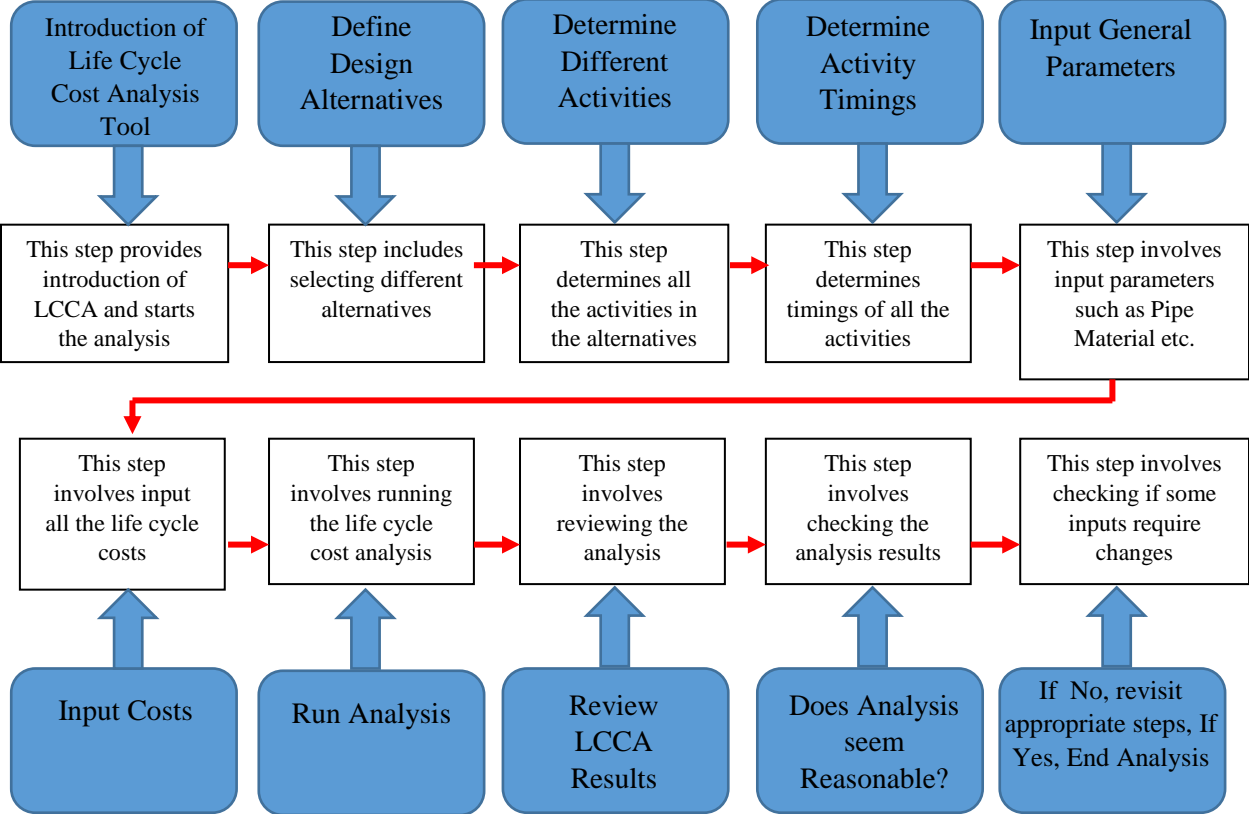 Introduction of
Life Cycle
Cost Analysis
Tool
Define
Design
Alternatives
Determine
Different
Activities
Determine
Activity
Timings
Input General
Parameters
This step provides
introduction of
LCCA and starts
the analysis
This step includes
selecting different
alternatives
This step
determines all
the activities in
the alternatives
This step
determines
timings of all the
activities
This step involves
input parameters
such as Pipe
Material etc.
This step
involves input
all the life cycle
costs
This step
involves running
the life cycle
cost analysis
This step
involves
reviewing the
analysis
This step
involves
checking the
analysis results
This step involves
checking if some
inputs require
changes
Input Costs
Run Analysis
Review
LCCA
Results
Does Analysis
seem
Reasonable?
If No, revisit
appropriate steps, If
Yes, End Analysis